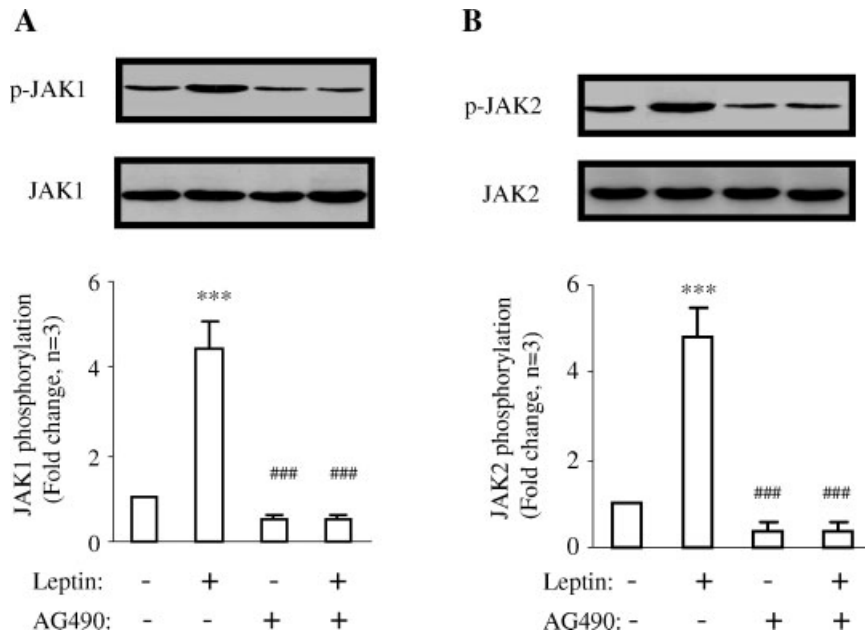 A
p-JAK1
JAK1
JAK1 phosphorylation
(Fold change, n=3)
6
4
2
0
***
###
###
Leptin: - + - +
AG490: - - + +
B
p-JAK2
JAK2
JAK2 phosphorylation
(Fold change, n=3)
6
4
2
0
***
###
###
Leptin: - + - +
AG490: - - + +